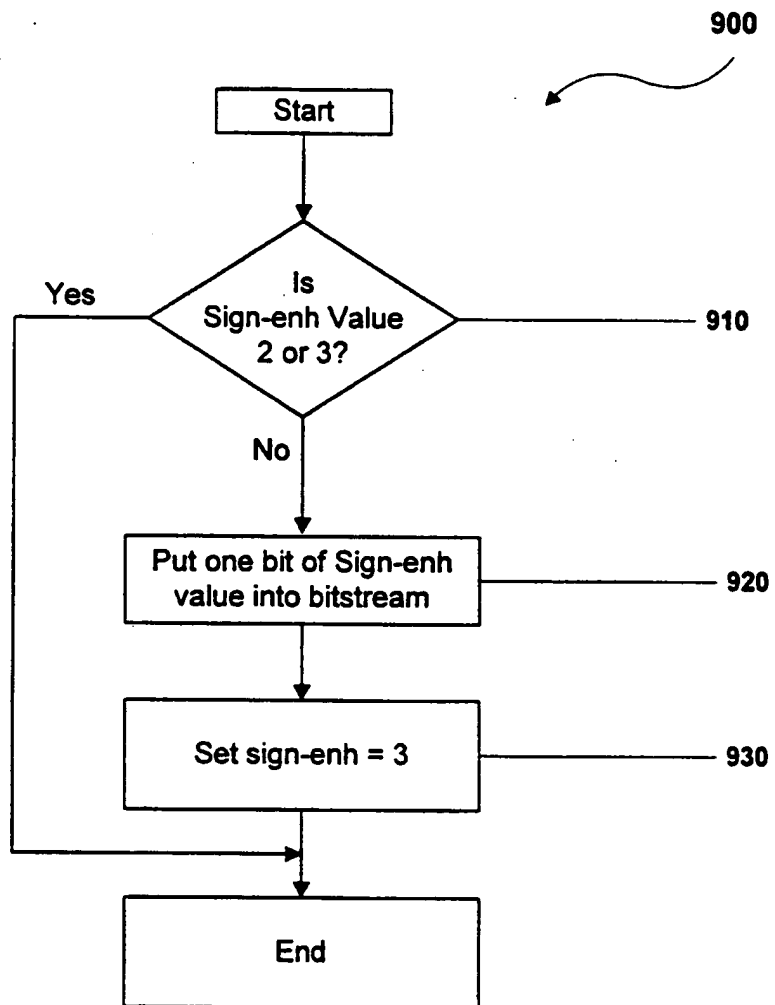 900
Start
Is
Sign-enh Value
2 or 3?
Yes
910
No
Put one bit of Sign-enh
value into bitstream
920
Set sign-enh = 3
930
End